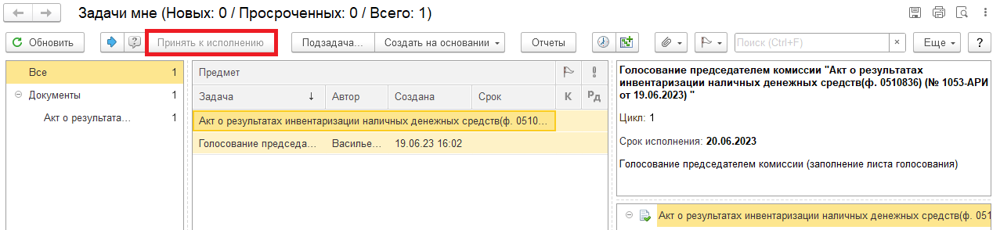 Задачи мне (Новых: 0 / Просроченных: 0 / Всего: 1)
Обновить
Принять к исполнению
Подзадача...
Создать на основании
Отчеты
Поиск (Ctrl+F)
×
Еще
?
Все 1
Документы 1
Акт о результата... 1
Предмет
Задача ↓ Автор Создана Срок К Рд
Акт о результатах инвентаризации наличных денежных средств(ф. 0510...
Голосование председа... Василье... 19.06.23 16:02
Голосование председателем комиссии "Акт о результатах
инвентаризации наличных денежных средств(ф. 0510836) (№ 1053-АРИ
от 19.06.2023) "
Цикл: 1
Срок исполнения: 20.06.2023
Голосование председателем комиссии (заполнение листа голосования)
Акт о результатах инвентаризации наличных денежных средств(ф. 051